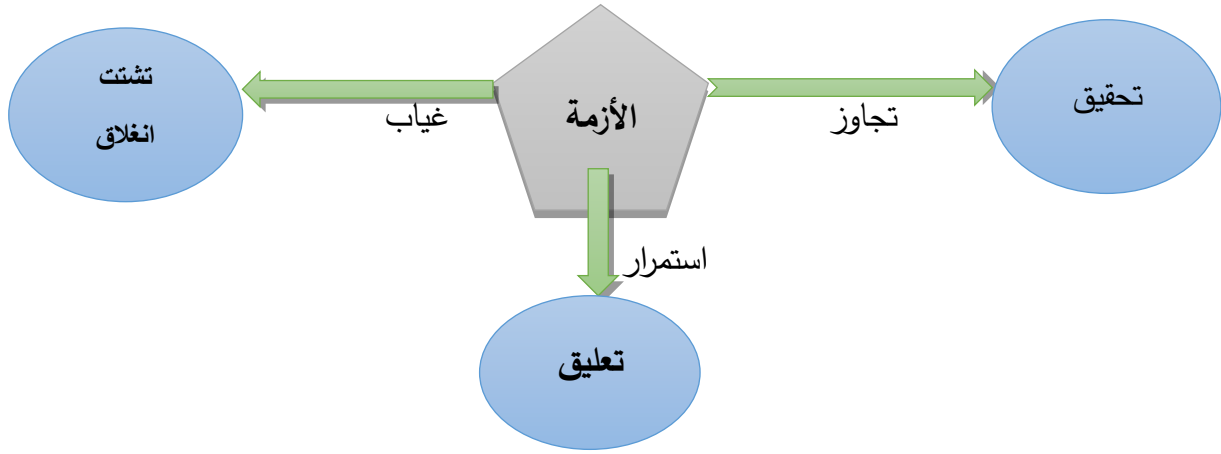 تحقيق
تجاوز
الأزمة
غياب
تشتت
انغلاق
استمرار
تعليق